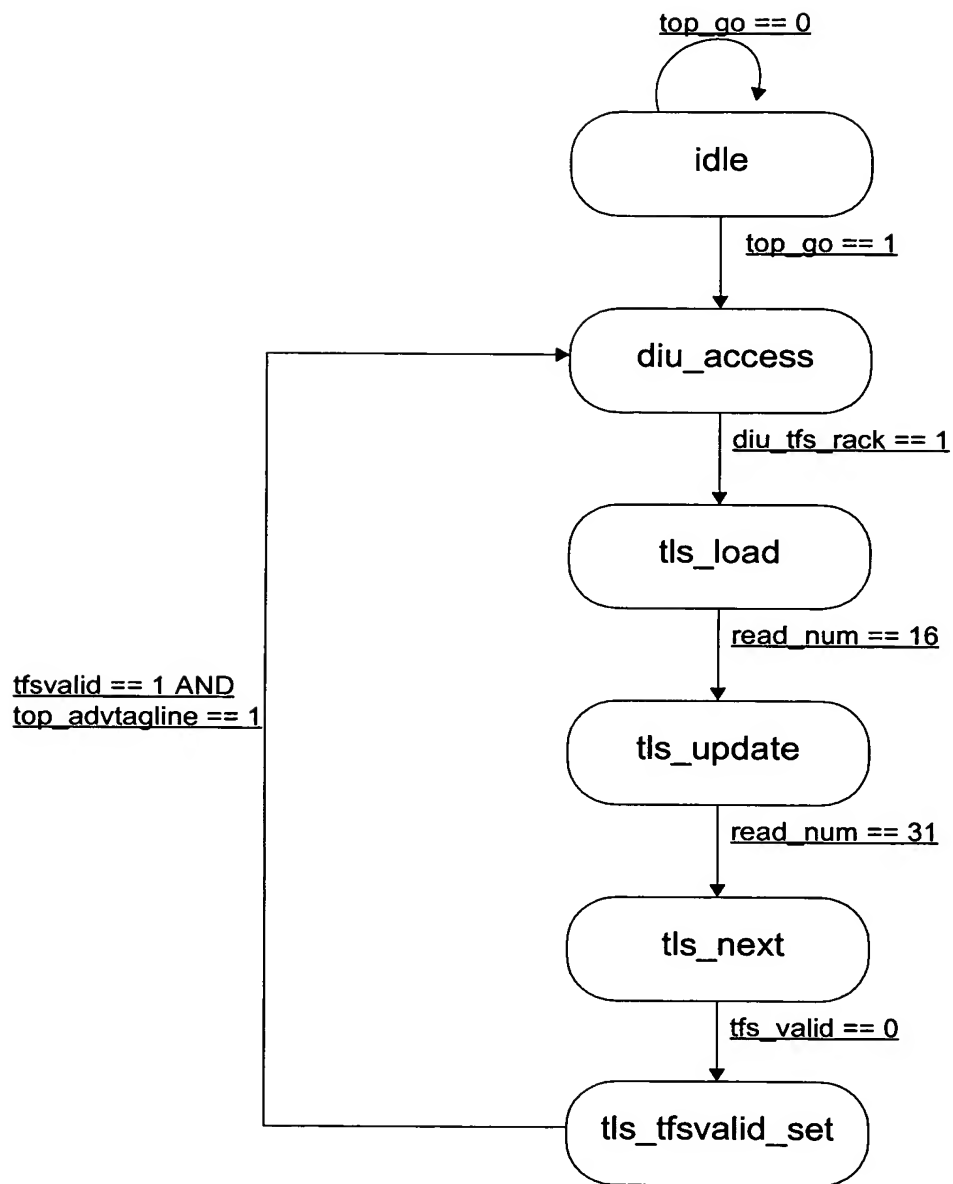 top_go == 0
idle
top_go == 1
diu_access
diu_tfs_rack == 1
tls_load
read_num == 16
tfsvalid == 1 AND
top_advtagline == 1
tls_update
read_num == 31
tls_next
tfs_valid == 0
tls_tfsvalid_set